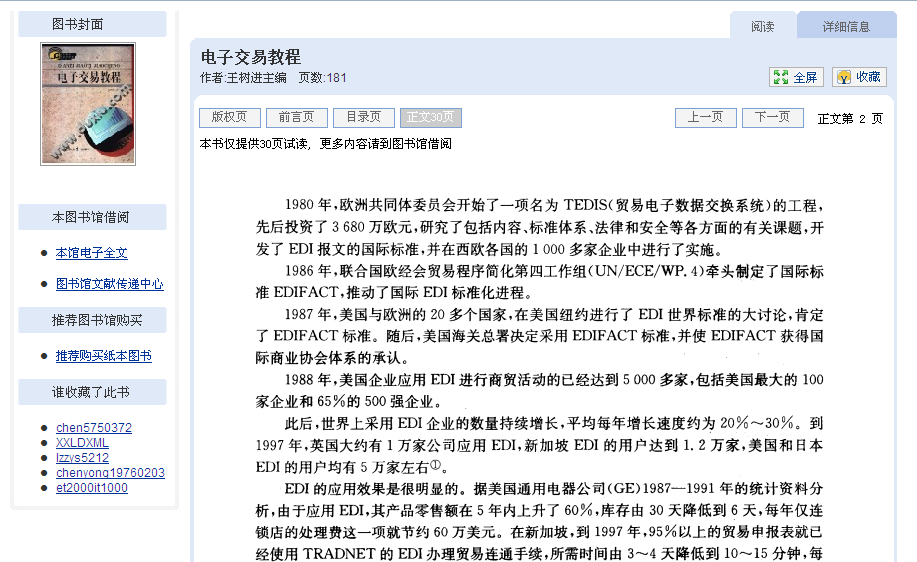 图书封面
DIANZI JIAOYI JIAOCHENG
电子交易教程
本图书馆借阅
本馆电子全文
图书馆文献传递中心
推荐图书馆购买
推荐购买纸本图书
谁收藏了此书
chen5750372
XXLDXML
lzzys5212
chenyong19760203
et2000it1000
阅读
详细信息
电子交易教程
作者:王树进主编 页数:181
全屏
收藏
版权页
前言页
目录页
正文30页
上一页
下一页
正文第 2 页
本书仅提供30页试读，更多内容请到图书馆借阅
1980 年,欧洲共同体委员会开始了一项名为 TEDIS(贸易电子数据交换系统)的工程,
先后投资了 3 680 万欧元,研究了包括内容、标准体系、法律和安全等各方面的有关课题,开
发了 EDI 报文的国际标准,并在西欧各国的 1 000 多家企业中进行了实施。
1986 年,联合国欧经会贸易程序简化第四工作组(UN/ECE/WP.4)牵头制定了国际标
准 EDIFACT,推动了国际 EDI 标准化进程。
1987 年,美国与欧洲的 20 多个国家,在美国纽约进行了 EDI 世界标准的大讨论,肯定
了 EDIFACT 标准。随后,美国海关总署决定采用 EDIFACT 标准,并使 EDIFACT 获得国
际商业协会体系的承认。
1988 年,美国企业应用 EDI 进行商贸活动的已经达到 5 000 多家,包括美国最大的 100
家企业和 65%的 500 强企业。
此后,世界上采用 EDI 企业的数量持续增长,平均每年增长速度约为 20%～30%。到
1997 年,英国大约有 1 万家公司应用 EDI,新加坡 EDI 的用户达到 1.2 万家,美国和日本
EDI 的用户均有 5 万家左右①。
EDI 的应用效果是很明显的。据美国通用电器公司(GE)1987—1991 年的统计资料分
析,由于应用 EDI,其产品零售额在 5 年内上升了 60%,库存由 30 天降低到 6 天,每年仅连
锁店的处理费这一项就节约 60 万美元。在新加坡,到 1997 年,95%以上的贸易申报表就已
经使用 TRADNET 的 EDI 办理贸易连通手续,所需时间由 3～4 天降低到 10～15 分钟,每